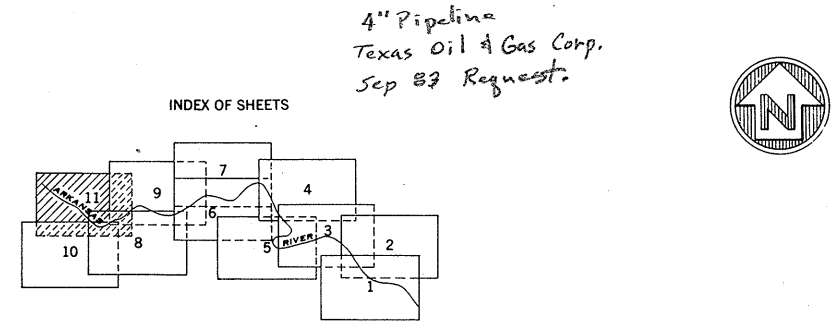 4" Pipeline
Texas Oil & Gas Corp.
Sep 83 Request.
INDEX OF SHEETS
N
7
4
9
11
ARKANSAS
6
3
RIVER
5
2
8
10
1